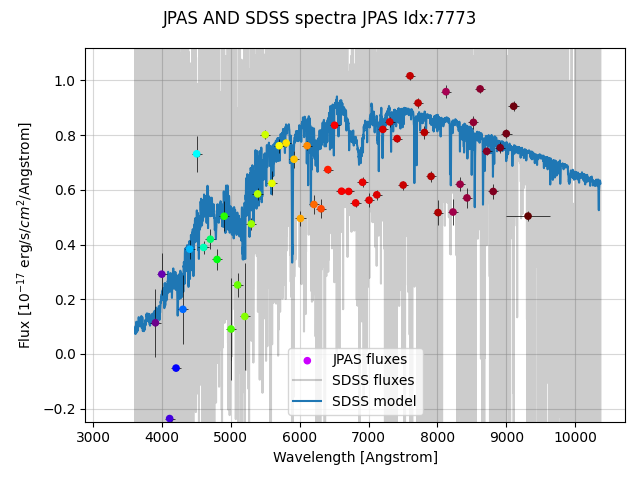 JPAS AND SDSS spectra JPAS Idx:7773
Flux [10⁻¹⁷ erg/s/cm²/Angstrom]
1.0
0.8
0.6
0.4
0.2
0.0
−0.2
JPAS fluxes
SDSS fluxes
SDSS model
3000 4000 5000 6000 7000 8000 9000 10000
Wavelength [Angstrom]